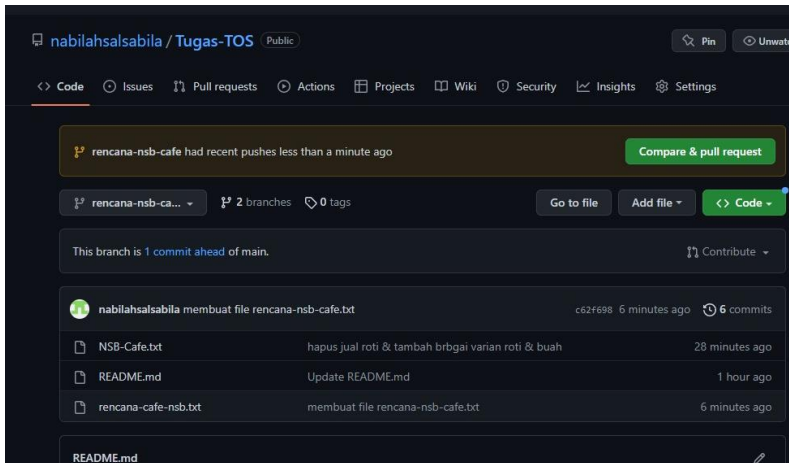 nabilahsalsabila / Tugas-TOS Public Pin Unwat
Code Issues Pull requests Actions Projects Wiki Security Insights Settings
rencana-nsb-cafe had recent pushes less than a minute ago Compare & pull request
rencana-nsb-ca... 2 branches 0 tags Go to file Add file Code
This branch is 1 commit ahead of main. Contribute
nabilahsalsabila membuat file rencana-nsb-cafe.txt c62f698 6 minutes ago 6 commits
NSB-Cafe.txt hapus jual roti & tambah brbgai varian roti & buah 28 minutes ago
README.md Update README.md 1 hour ago
rencana-cafe-nsb.txt membuat file rencana-nsb-cafe.txt 6 minutes ago
README.md